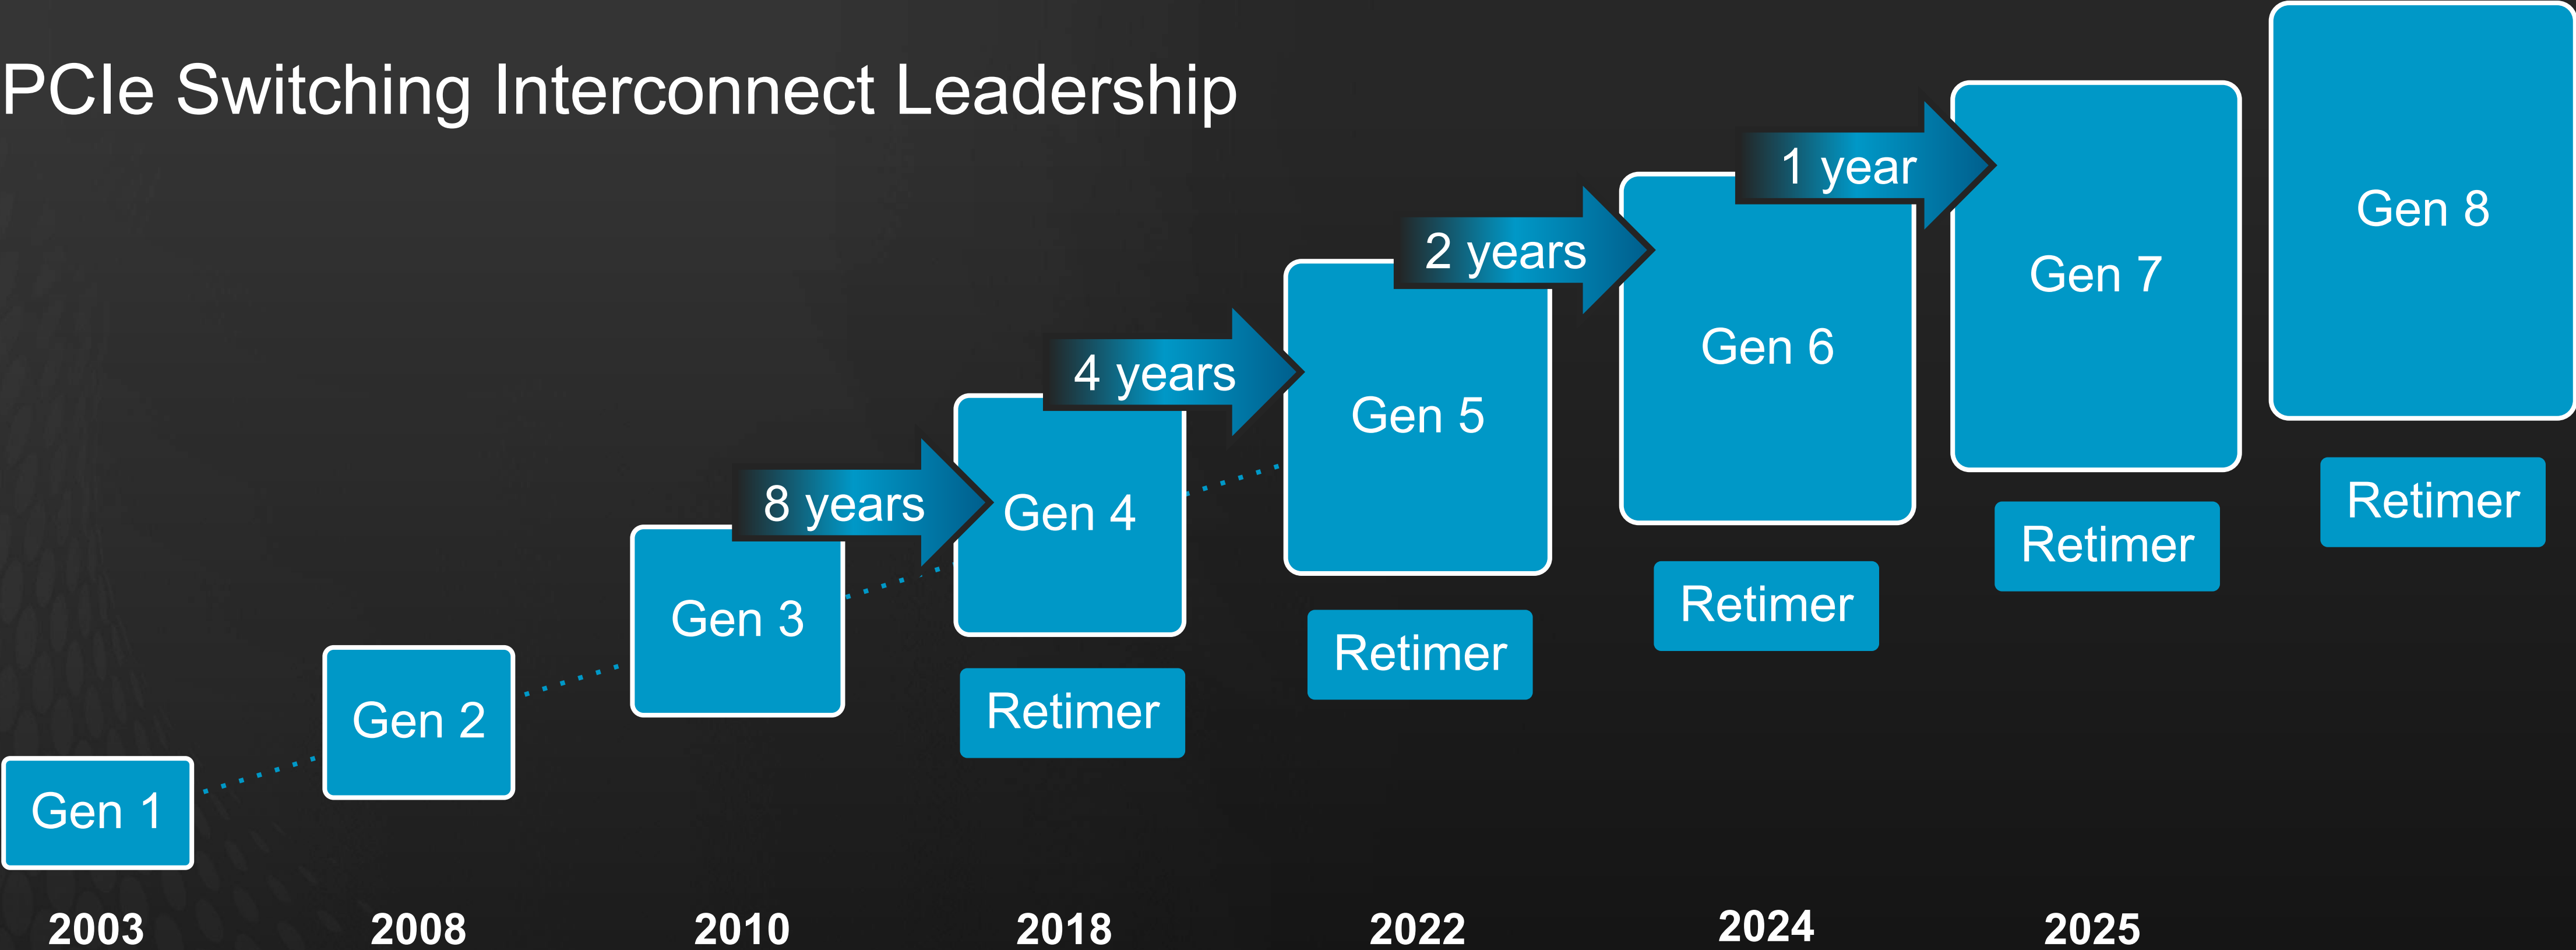 PCIe Switching Interconnect Leadership
Gen 1
Gen 2
Gen 3
8 years
Gen 4
Retimer
4 years
Gen 5
Retimer
2 years
Gen 6
Retimer
1 year
Gen 7
Retimer
Gen 8
Retimer
2003
2008
2010
2018
2022
2024
2025